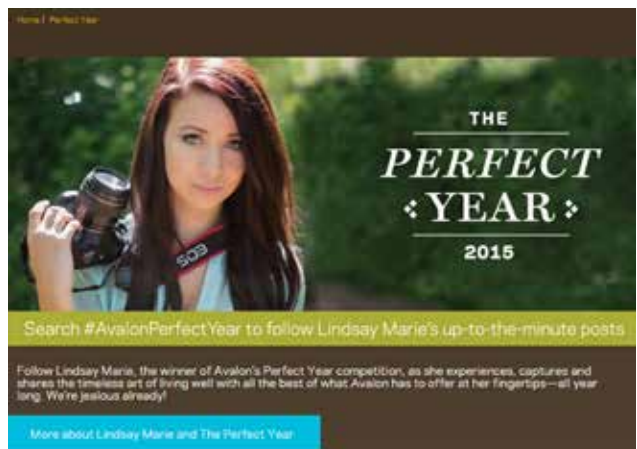 Home | Perfect Year
THE
PERFECT
YEAR
2015
EOS
Search #AvalonPerfectYear to follow Lindsay Marie's up-to-the-minute posts
Follow Lindsay Marie, the winner of Avalon's Perfect Year competition, as she experiences, captures and
shares the timeless art of living well with all the best of what Avalon has to offer at her fingertips—all year
long. We're jealous already!
More about Lindsay Marie and The Perfect Year